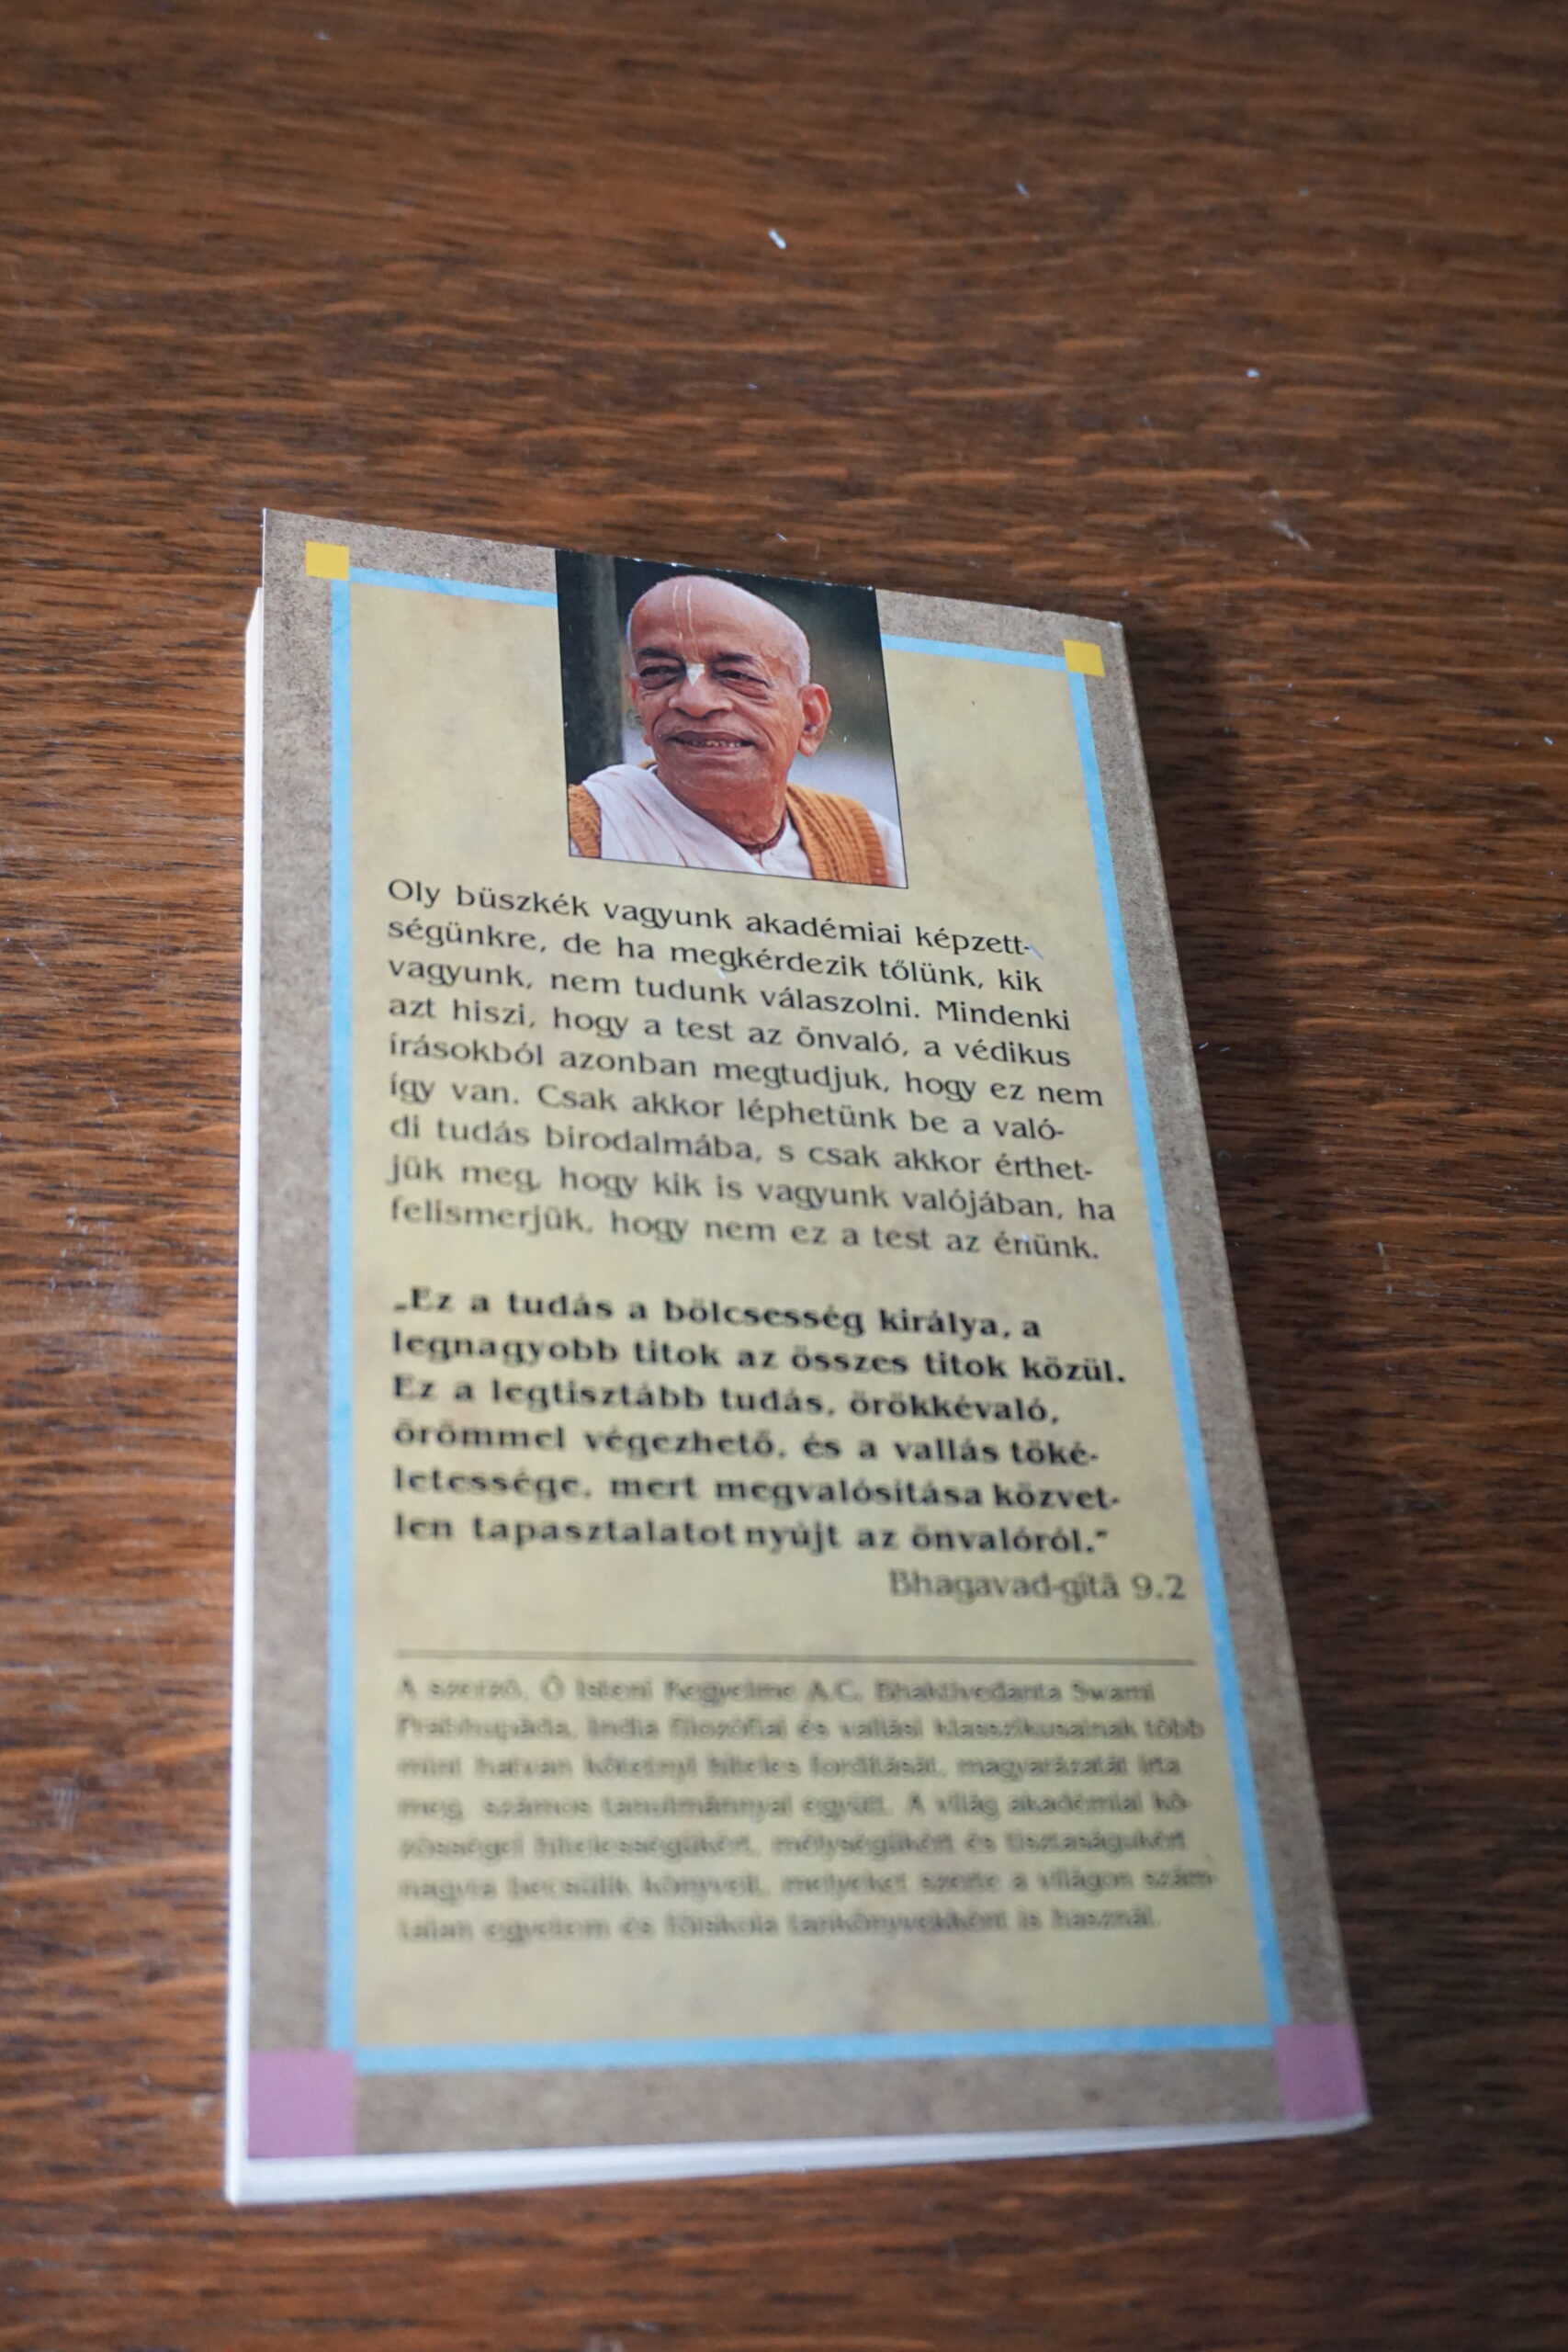 Oly büszkék vagyunk akadémiai képzett-
ségünkre, de ha megkérdezik tőlünk, kik
vagyunk, nem tudunk válaszolni. Mindenki
azt hiszi, hogy a test az önvaló, a védikus
írásokból azonban megtudjuk, hogy ez nem
így van. Csak akkor léphetünk be a való-
di tudás birodalmába, s csak akkor érthet-
jük meg, hogy kik is vagyunk valójában, ha
felismerjük, hogy nem ez a test az énünk.
„Ez a tudás a bölcsesség királya, a
legnagyobb titok az összes titok közül.
Ez a legtisztább tudás, örökkévaló,
örömmel végezhető, és a vallás töké-
letessége, mert megvalósítása közvet-
len tapasztalatot nyújt az önvalóról."
Bhagavad-gītā 9.2
A szerző, Ő Isteni Kegyelme A.C. Bhaktivedanta Swami
Prabhupāda, India filozófiai és vallási klasszikusainak több
mint hatvan kötetnyi hiteles fordítását, magyarázatát írta
meg, számos tanulmánnyal együtt. A világ akadémiai kö-
zösségei hitelességükért, mélységükért és tisztaságukért
nagyra becsülik könyveit, melyeket szerte a világon szám-
talan egyetem és főiskola tankönyvekként is használ.